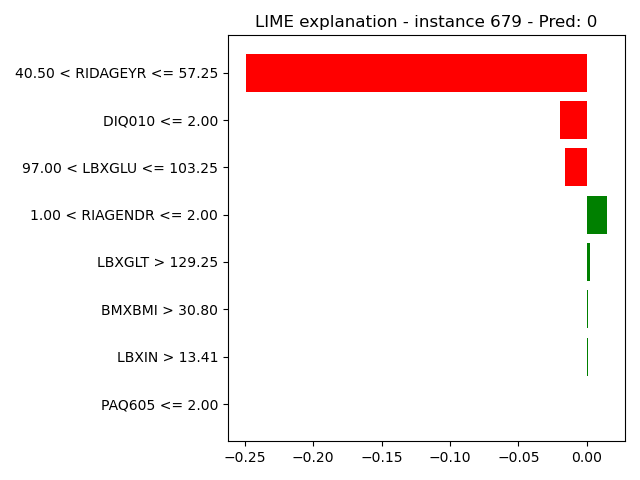 LIME explanation - instance 679 - Pred: 0
40.50 < RIDAGEYR <= 57.25
DIQ010 <= 2.00
97.00 < LBXGLU <= 103.25
1.00 < RIAGENDR <= 2.00
LBXGLT > 129.25
BMXBMI > 30.80
LBXIN > 13.41
PAQ605 <= 2.00
−0.25 −0.20 −0.15 −0.10 −0.05 0.00